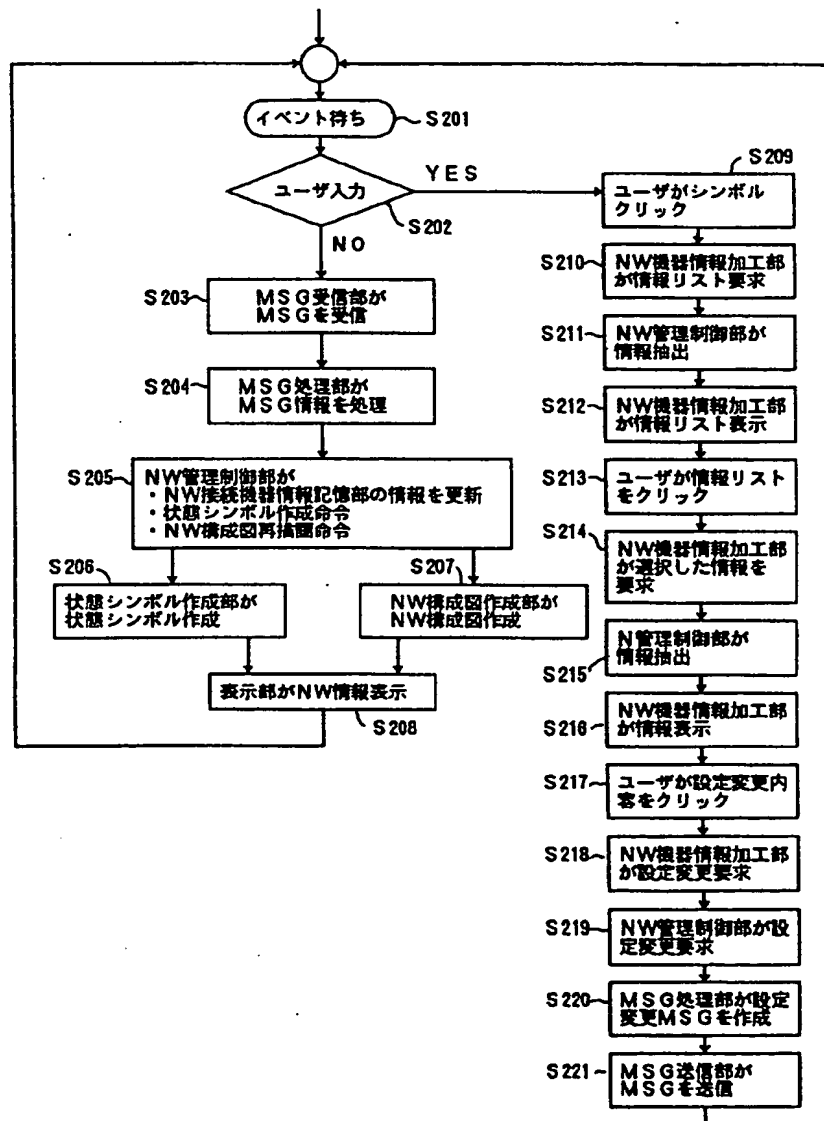 イベント待ち
S201
ユーザ入力
YES
S202
NO
S203
MSG受信部が
MSGを受信
S204
MSG処理部が
MSG情報を処理
S205
NW管理制御部が
・NW接続機器情報記憶部の情報を更新
・状態シンボル作成命令
・NW構成図再描画命令
S206
状態シンボル作成部が
状態シンボル作成
S207
NW構成図作成部が
NW構成図作成
表示部がNW情報表示
S208
S209
ユーザがシンボル
クリック
S210
NW機器情報加工部
が情報リスト要求
S211
NW管理制御部が
情報抽出
S212
NW機器情報加工部
が情報リスト表示
S213
ユーザが情報リスト
をクリック
S214
NW機器情報加工部
が選択した情報を
要求
N管理制御部が
情報抽出
S215
S216
NW機器情報加工部
が情報表示
S217
ユーザが設定変更内
容をクリック
S218
NW機器情報加工部
が設定変更要求
S219
NW管理制御部が設
定変更要求
S220
MSG処理部が設定
変更MSGを作成
S221
MSG送信部が
MSGを送信